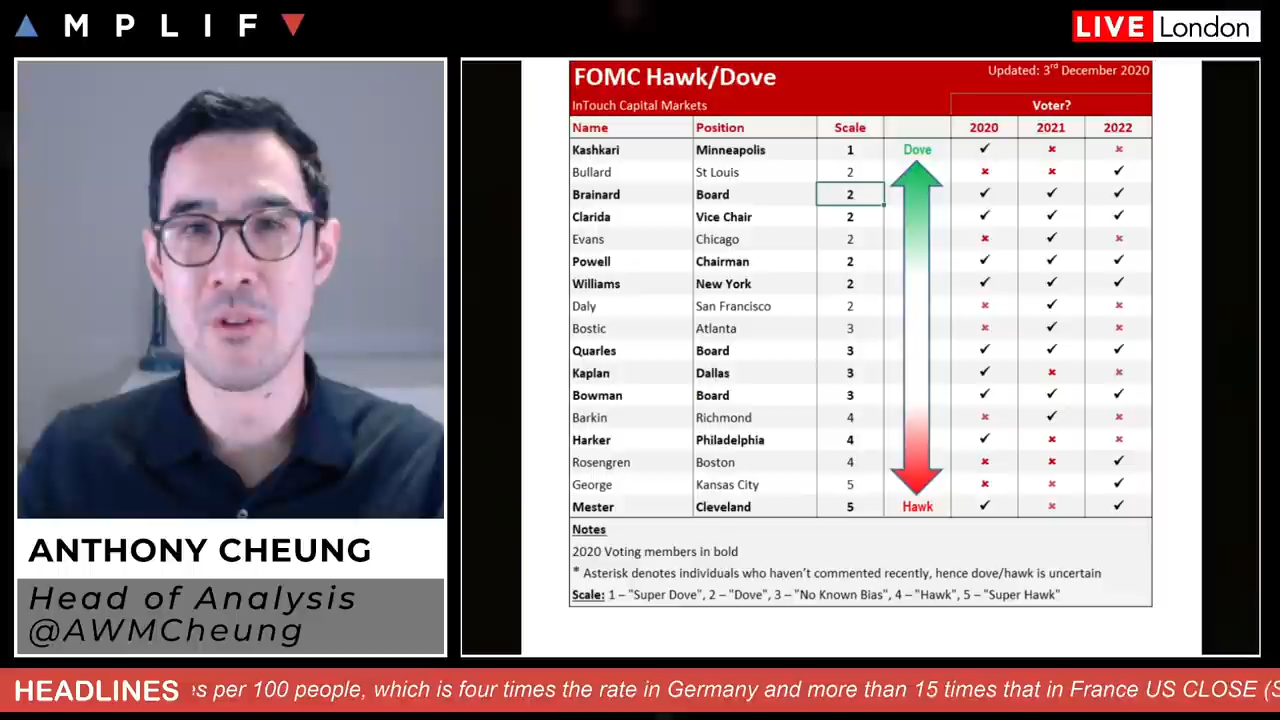 MPLIF
LIVE London
FOMC Hawk/Dove
Updated: 3rd December 2020
InTouch Capital Markets
Voter?
Name Position Scale 2020 2021 2022
Kashkari Minneapolis 1 Dove ✓ × ×
Bullard St Louis 2 × × ✓
Brainard Board 2 ✓ ✓ ✓
Clarida Vice Chair 2 ✓ ✓ ✓
Evans Chicago 2 × ✓ ×
Powell Chairman 2 ✓ ✓ ✓
Williams New York 2 ✓ ✓ ✓
Daly San Francisco 2 × ✓ ×
Bostic Atlanta 3 × ✓ ×
Quarles Board 3 ✓ ✓ ✓
Kaplan Dallas 3 ✓ × ×
Bowman Board 3 ✓ ✓ ✓
Barkin Richmond 4 × ✓ ×
Harker Philadelphia 4 ✓ × ×
Rosengren Boston 4 × × ✓
George Kansas City 5 × × ✓
Mester Cleveland 5 Hawk ✓ × ✓
Notes
2020 Voting members in bold
* Asterisk denotes individuals who haven't commented recently, hence dove/hawk is uncertain
Scale: 1 – "Super Dove", 2 – "Dove", 3 – "No Known Bias", 4 – "Hawk", 5 – "Super Hawk"
ANTHONY CHEUNG
Head of Analysis
@AWMCheung
HEADLINES per 100 people, which is four times the rate in Germany and more than 15 times that in France US CLOSE